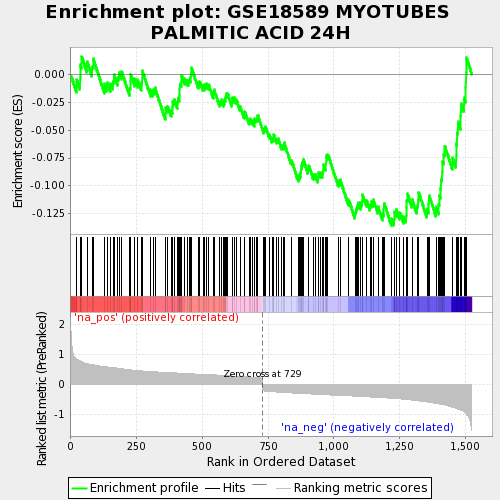 Enrichment plot: GSE18589 MYOTUBES
PALMITIC ACID 24H
Enrichment score (ES)
0.000
-0.025
-0.050
-0.075
-0.100
-0.125
'na_pos' (positively correlated)
Ranked list metric (PreRanked)
2
1
0
-1
Zero cross at 729
'na_neg' (negatively correlated)
0
250
500
750
1,000
1,250
1,500
Rank in Ordered Dataset
Enrichment profile
Hits
Ranking metric scores